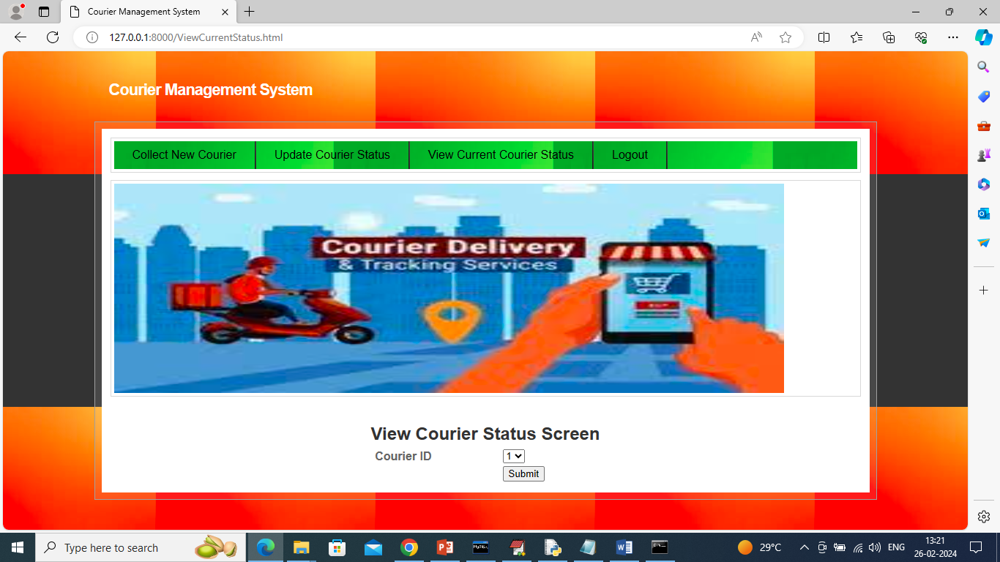 Courier Management System
127.0.0.1:8000/ViewCurrentStatus.html
Courier Management System
Collect New Courier
Update Courier Status
View Current Courier Status
Logout
Courier Delivery
& Tracking Services
View Courier Status Screen
Courier ID
1
Submit
Type here to search
29°C
ENG
13:21
26-02-2024